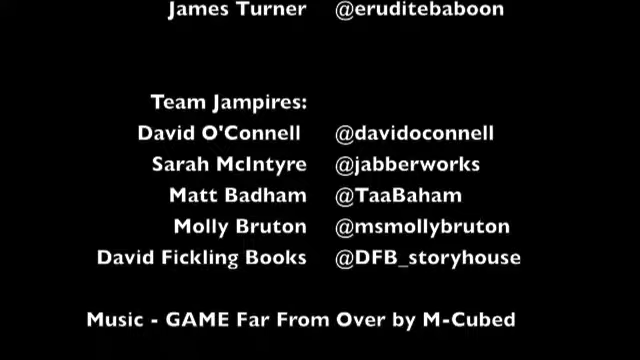 James Turner @eruditebaboon
Team Jampires:
David O'Connell @davidoconnell
Sarah McIntyre @jabberworks
Matt Badham @TaaBaham
Molly Bruton @msmollybruton
David Fickling Books @DFB_storyhouse
Music - GAME Far From Over by M-Cubed